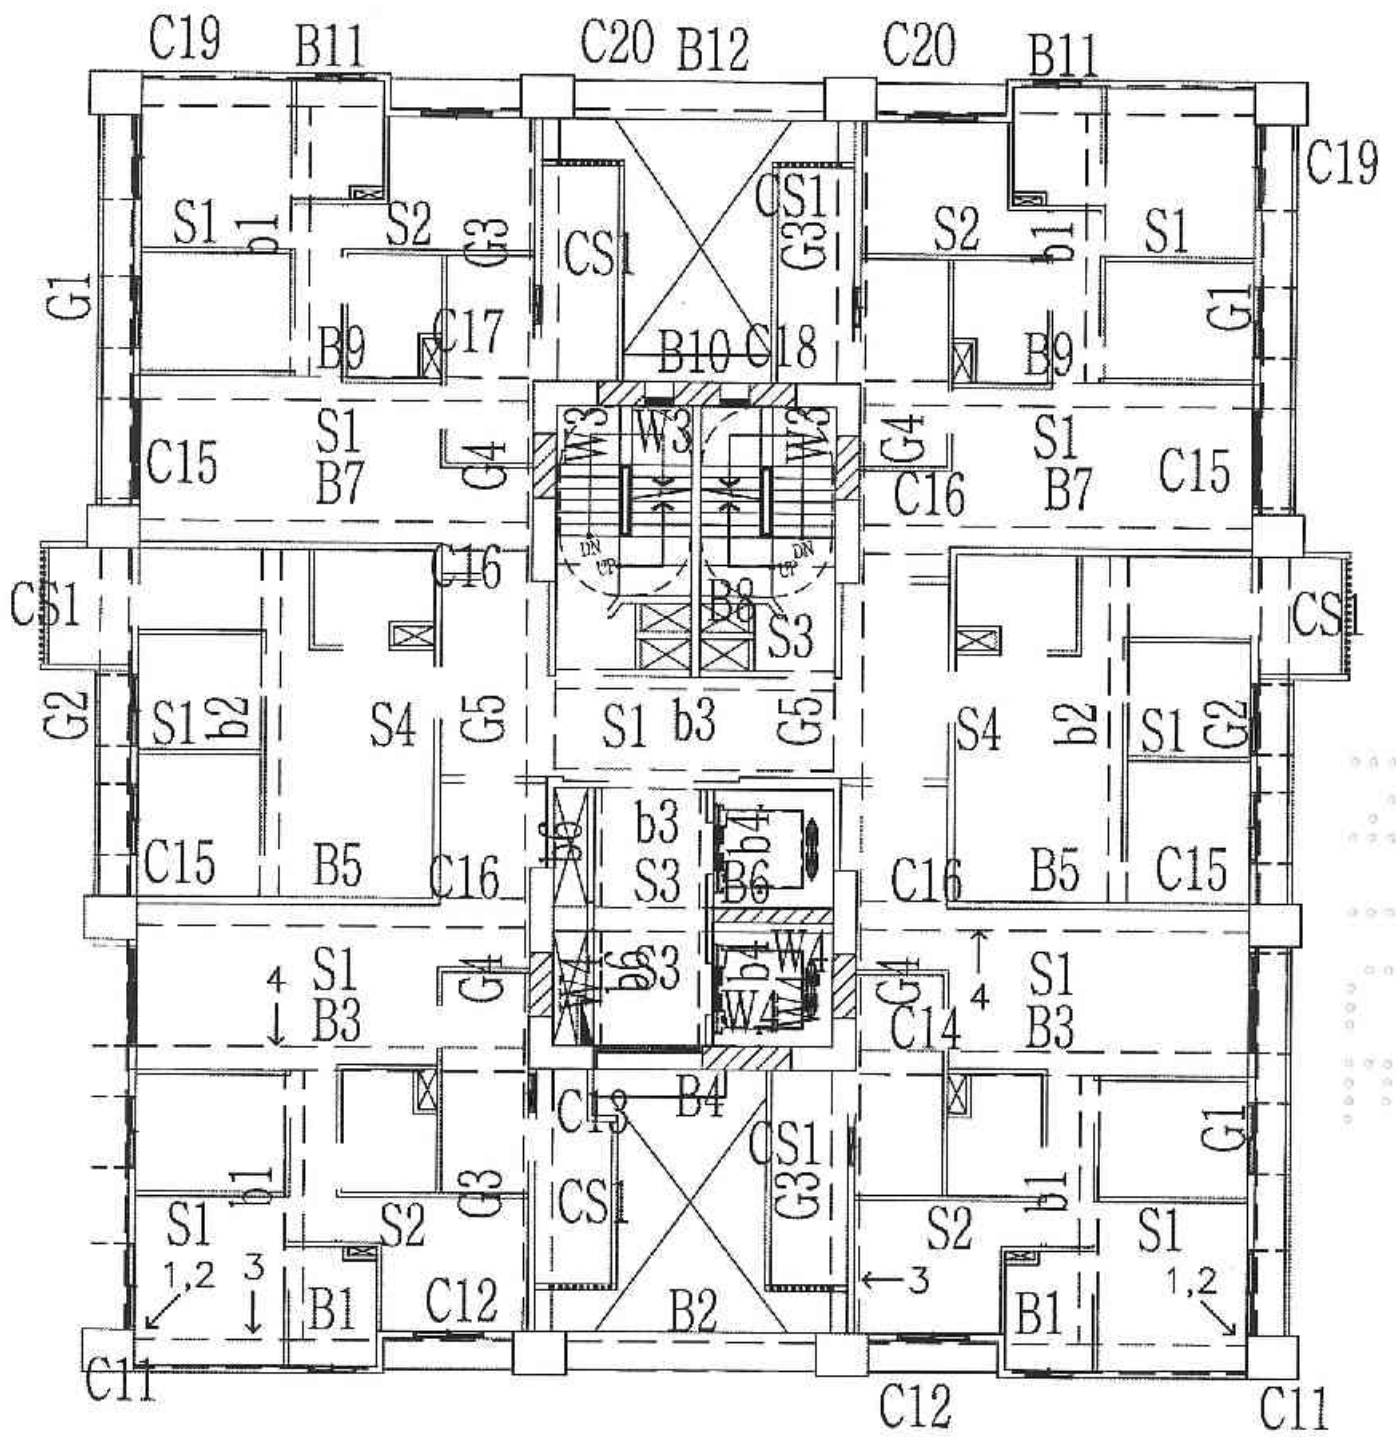 C19 B11 C20 B12 C20 B11
C19
S1 b1 S2 G3 CS1 CS1 G3 S2 b1 S1
G1 B9 C17 B10 C18 B9 G1
S1 G4 W3 W3 W3 G4 S1
C15 B7 C16 B7 C15
DN UP DN UP
CS1 C16 B8 S3 CS1
G2 S1 b2 S4 G5 S1 b3 G5 S4 b2 S1 G2
C15 B5 C16 b6 b3 b4 S3 B6 C16 B5 C15
4 S1 B3 G4 W4 b6 S3 b4 W4 W4 W4 G4 C14 4 S1 B3
C13 B4 CS1 G1
b1 G3 CS1 G3 b1
S1 S2 S2 S1
1,2 3 3 1,2
B1 C12 B2 B1
C11 C12 C11